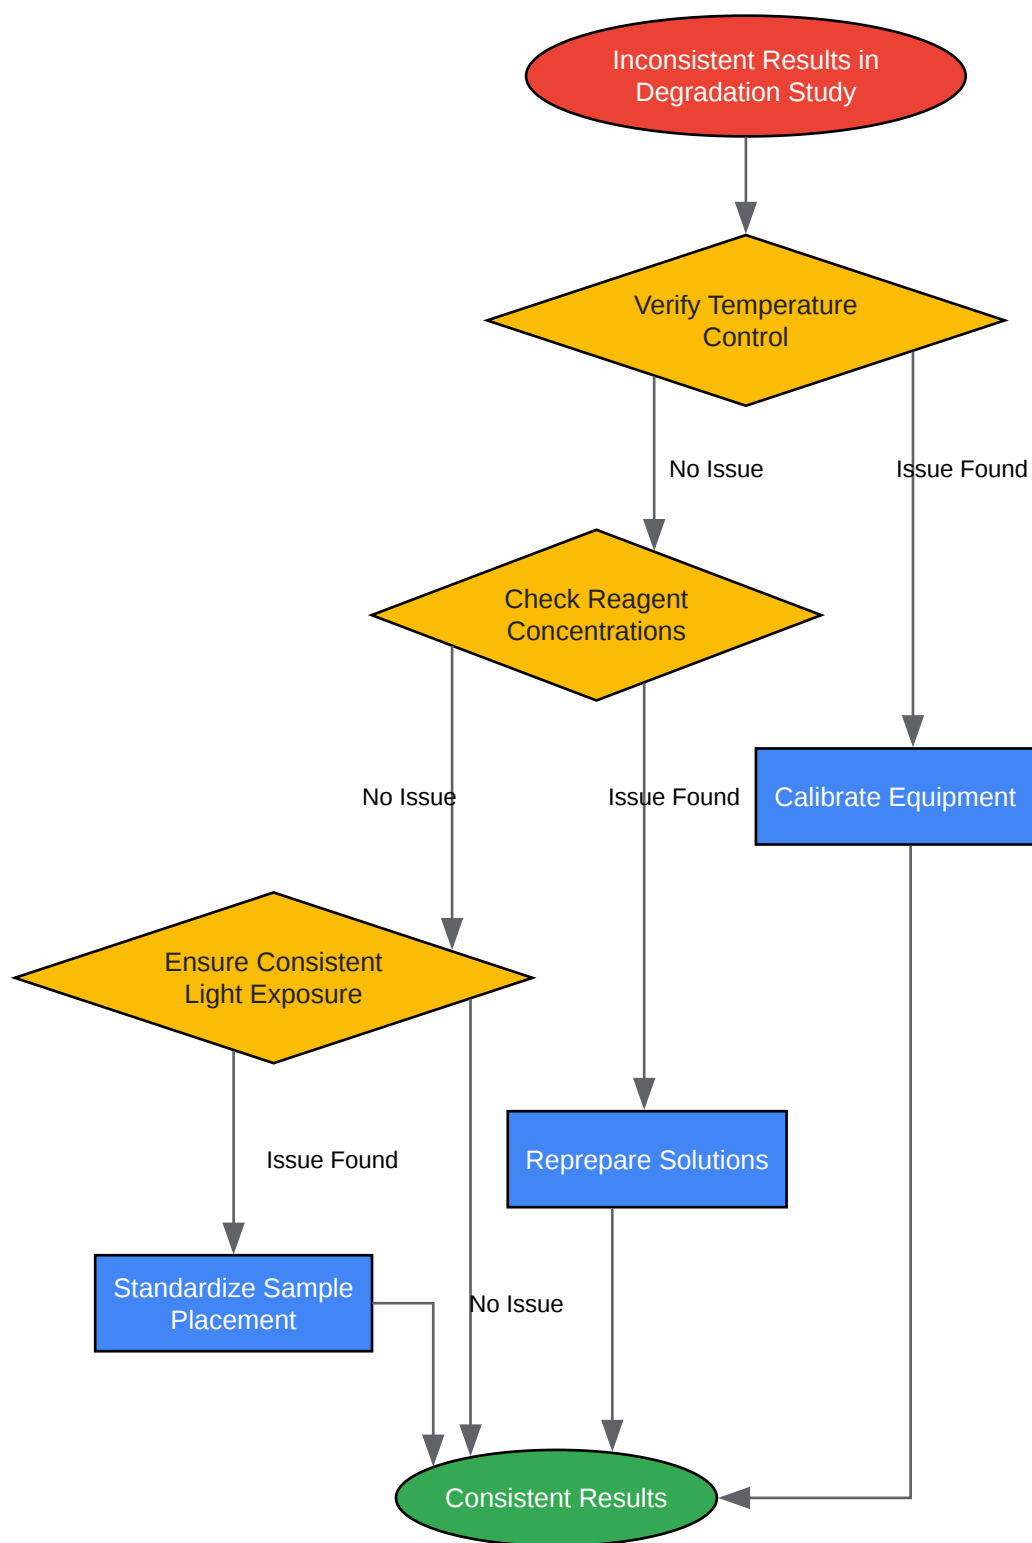 Inconsistent Results in
Degradation Study
Verify Temperature
Control
No Issue
Issue Found
Check Reagent
Concentrations
No Issue
Issue Found
Calibrate Equipment
Ensure Consistent
Light Exposure
Issue Found
Reprepare Solutions
Standardize Sample
Placement
No Issue
Consistent Results